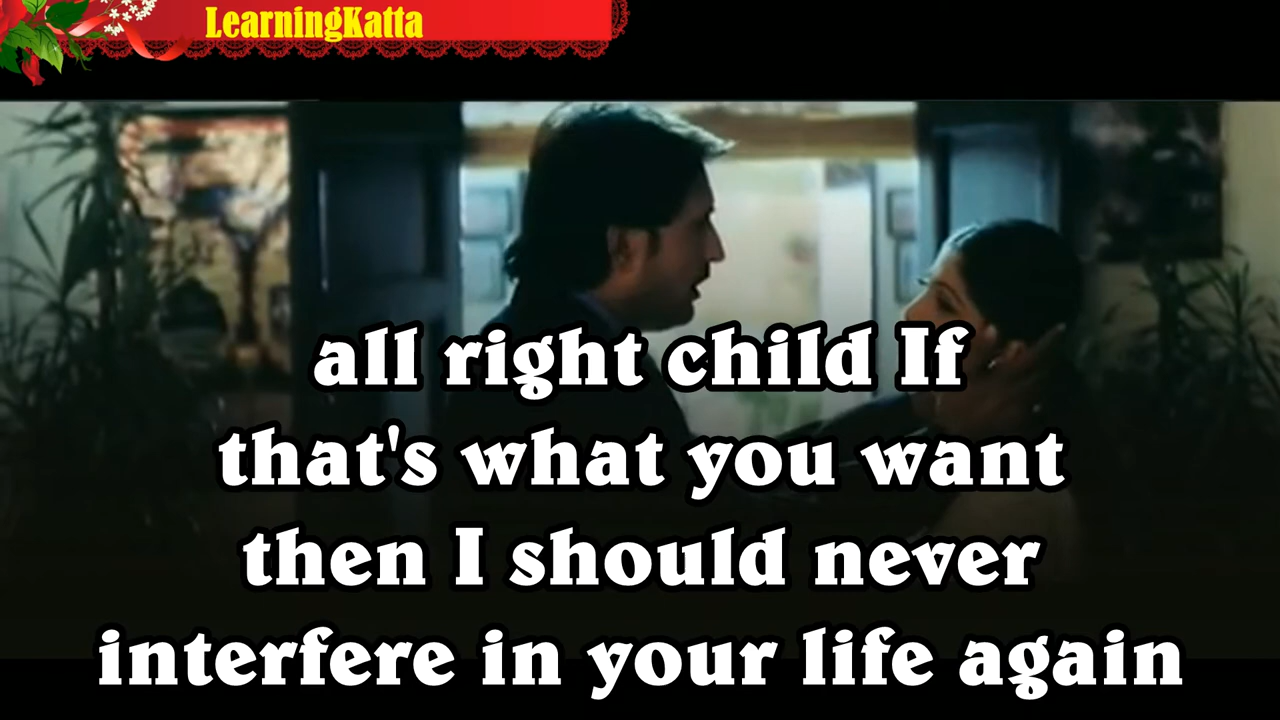 LearningKatta
all right child If
that's what you want
then I should never
interfere in your life again